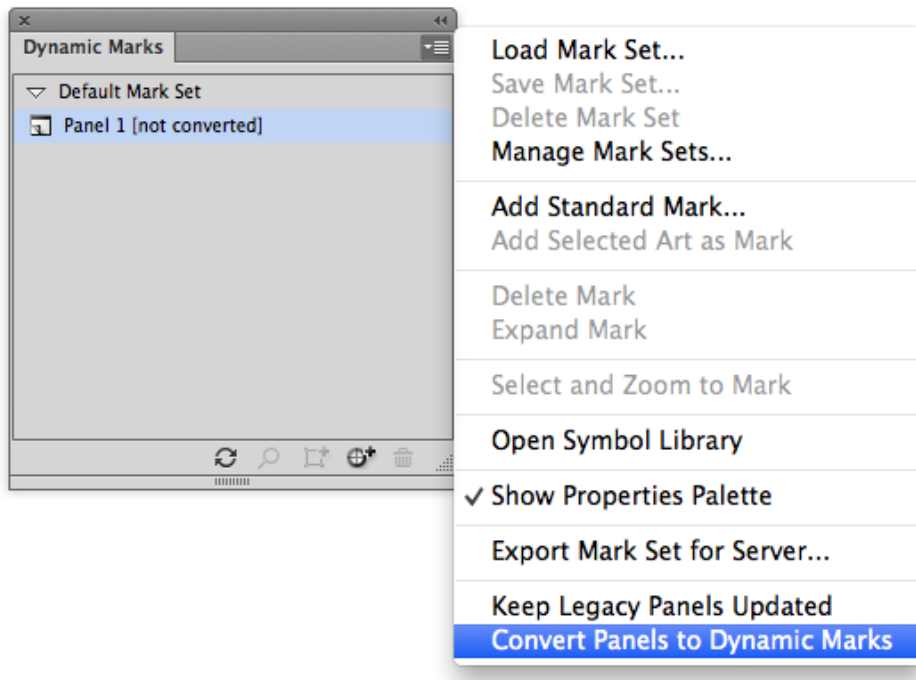 Dynamic Marks
Default Mark Set
Panel 1 [not converted]
Load Mark Set...
Save Mark Set...
Delete Mark Set
Manage Mark Sets...
Add Standard Mark...
Add Selected Art as Mark
Delete Mark
Expand Mark
Select and Zoom to Mark
Open Symbol Library
Show Properties Palette
Export Mark Set for Server...
Keep Legacy Panels Updated
Convert Panels to Dynamic Marks